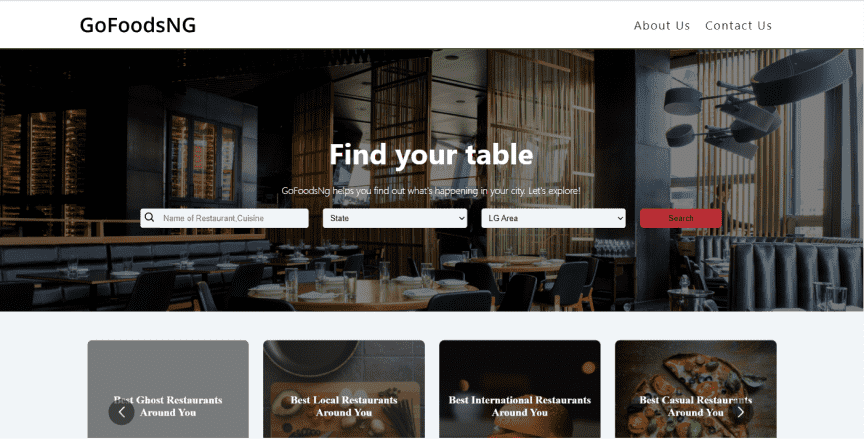 GoFoodsNG
About Us Contact Us
Find your table
GoFoodsNg helps you find out what's happening in your city. Let's explore!
Name of Restaurant,Cuisine State LG Area Search
Best Ghost Restaurants
Around You
Best Local Restaurants
Around You
Best International Restaurants
Around You
Best Casual Restaurants
Around You